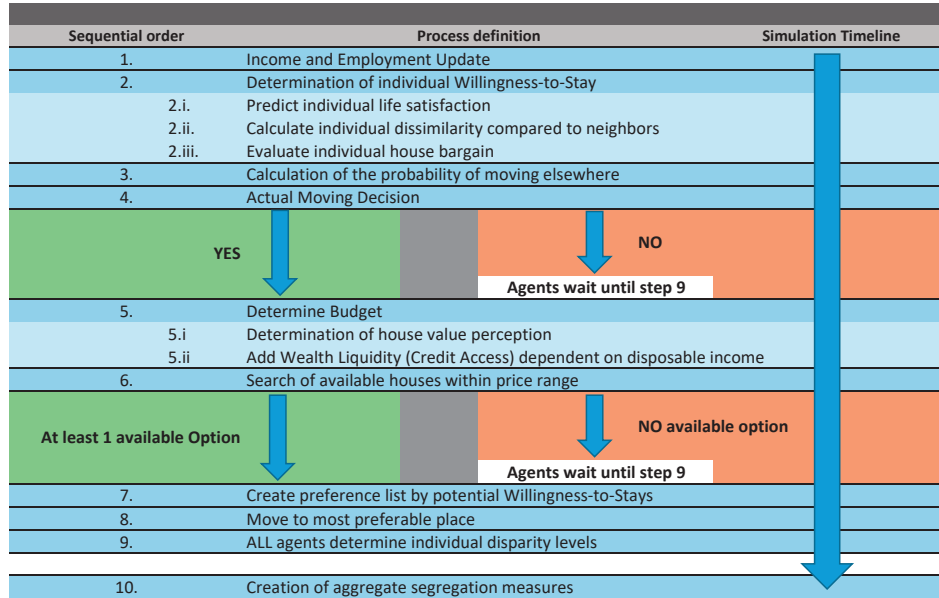 Sequential order Process definition Simulation Timeline
1. Income and Employment Update
2. Determination of individual Willingness-to-Stay
2.i. Predict individual life satisfaction
2.ii. Calculate individual dissimilarity compared to neighbors
2.iii. Evaluate individual house bargain
3. Calculation of the probability of moving elsewhere
4. Actual Moving Decision
YES NO
Agents wait until step 9
5. Determine Budget
5.i Determination of house value perception
5.ii Add Wealth Liquidity (Credit Access) dependent on disposable income
6. Search of available houses within price range
At least 1 available Option NO available option
Agents wait until step 9
7. Create preference list by potential Willingness-to-Stays
8. Move to most preferable place
9. ALL agents determine individual disparity levels
10. Creation of aggregate segregation measures